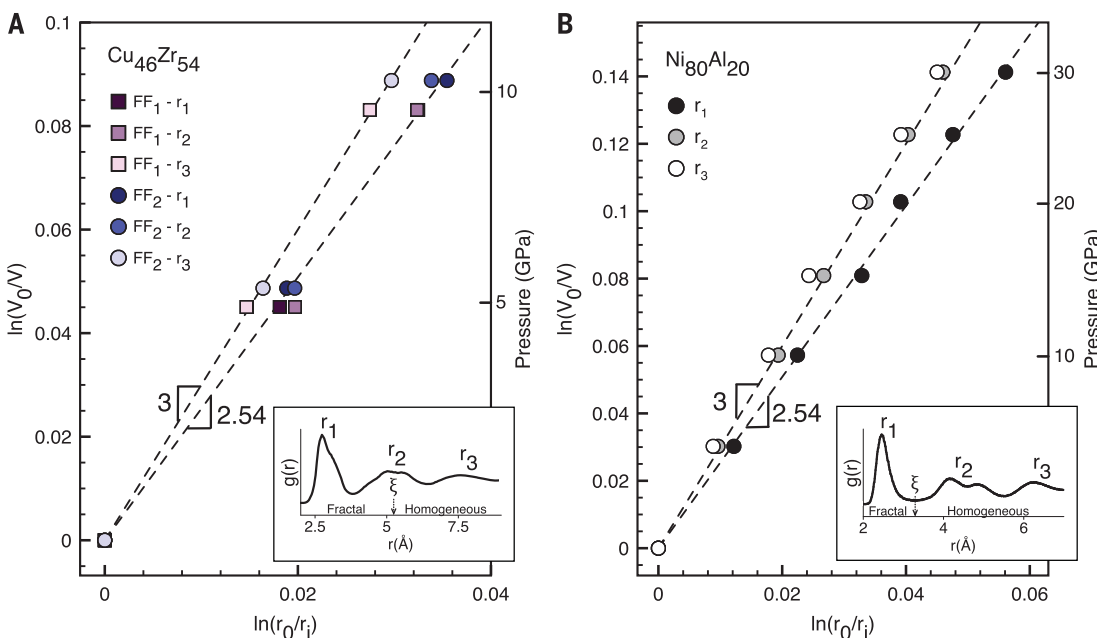 A
Cu46Zr54
FF1 - r1
FF1 - r2
FF1 - r3
FF2 - r1
FF2 - r2
FF2 - r3
0.1
0.08
0.06
0.04
0.02
0
ln(V0/V)
10
5
Pressure (GPa)
3
2.54
r1
r2
r3
ξ
g(r)
Fractal
Homogeneous
2.5
5
7.5
r(Å)
0
0.02
0.04
ln(r0/ri)
B
Ni80Al20
r1
r2
r3
0.14
0.12
0.1
0.08
0.06
0.04
0.02
0
ln(V0/V)
30
20
10
Pressure (GPa)
3
2.54
r1
r2
r3
ξ
g(r)
Fractal
Homogeneous
2
4
6
r(Å)
0
0.02
0.04
0.06
ln(r0/ri)